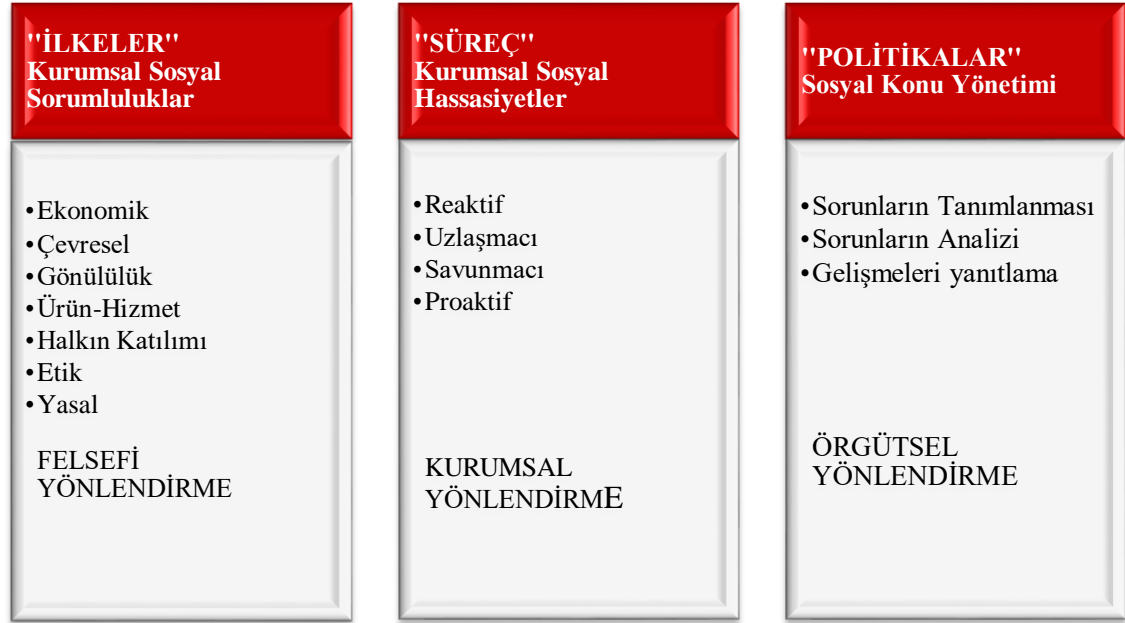 "İLKELER"
Kurumsal Sosyal
Sorumluluklar
•Ekonomik
•Çevresel
•Gönülülük
•Ürün-Hizmet
•Halkın Katılımı
•Etik
•Yasal
FELSEFİ
YÖNLENDİRME
"SÜREÇ"
Kurumsal Sosyal
Hassasiyetler
•Reaktif
•Uzlaşmacı
•Savunmacı
•Proaktif
KURUMSAL
YÖNLENDİRME
"POLİTİKALAR"
Sosyal Konu Yönetimi
•Sorunların Tanımlanması
•Sorunların Analizi
•Gelişmeleri yanıtlama
ÖRGÜTSEL
YÖNLENDİRME